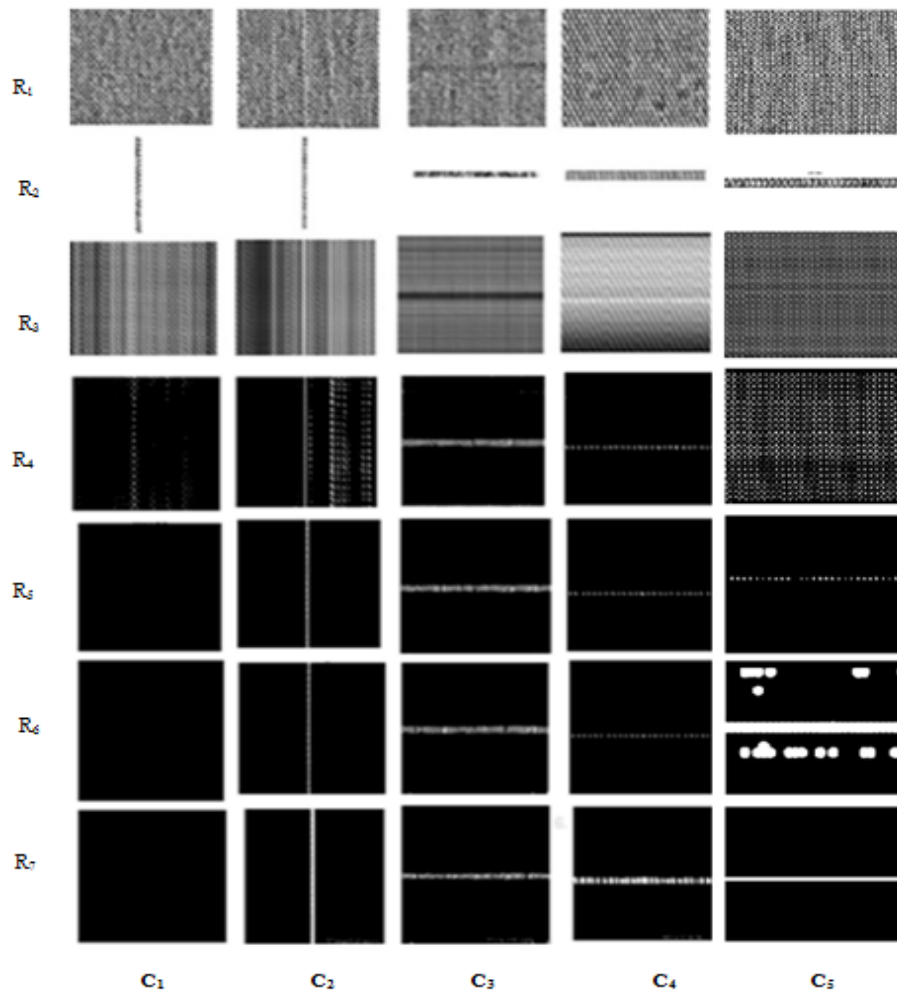 R₁
R₂
R₃
R₄
R₅
R₆
R₇
C₁ C₂ C₃ C₄ C₅